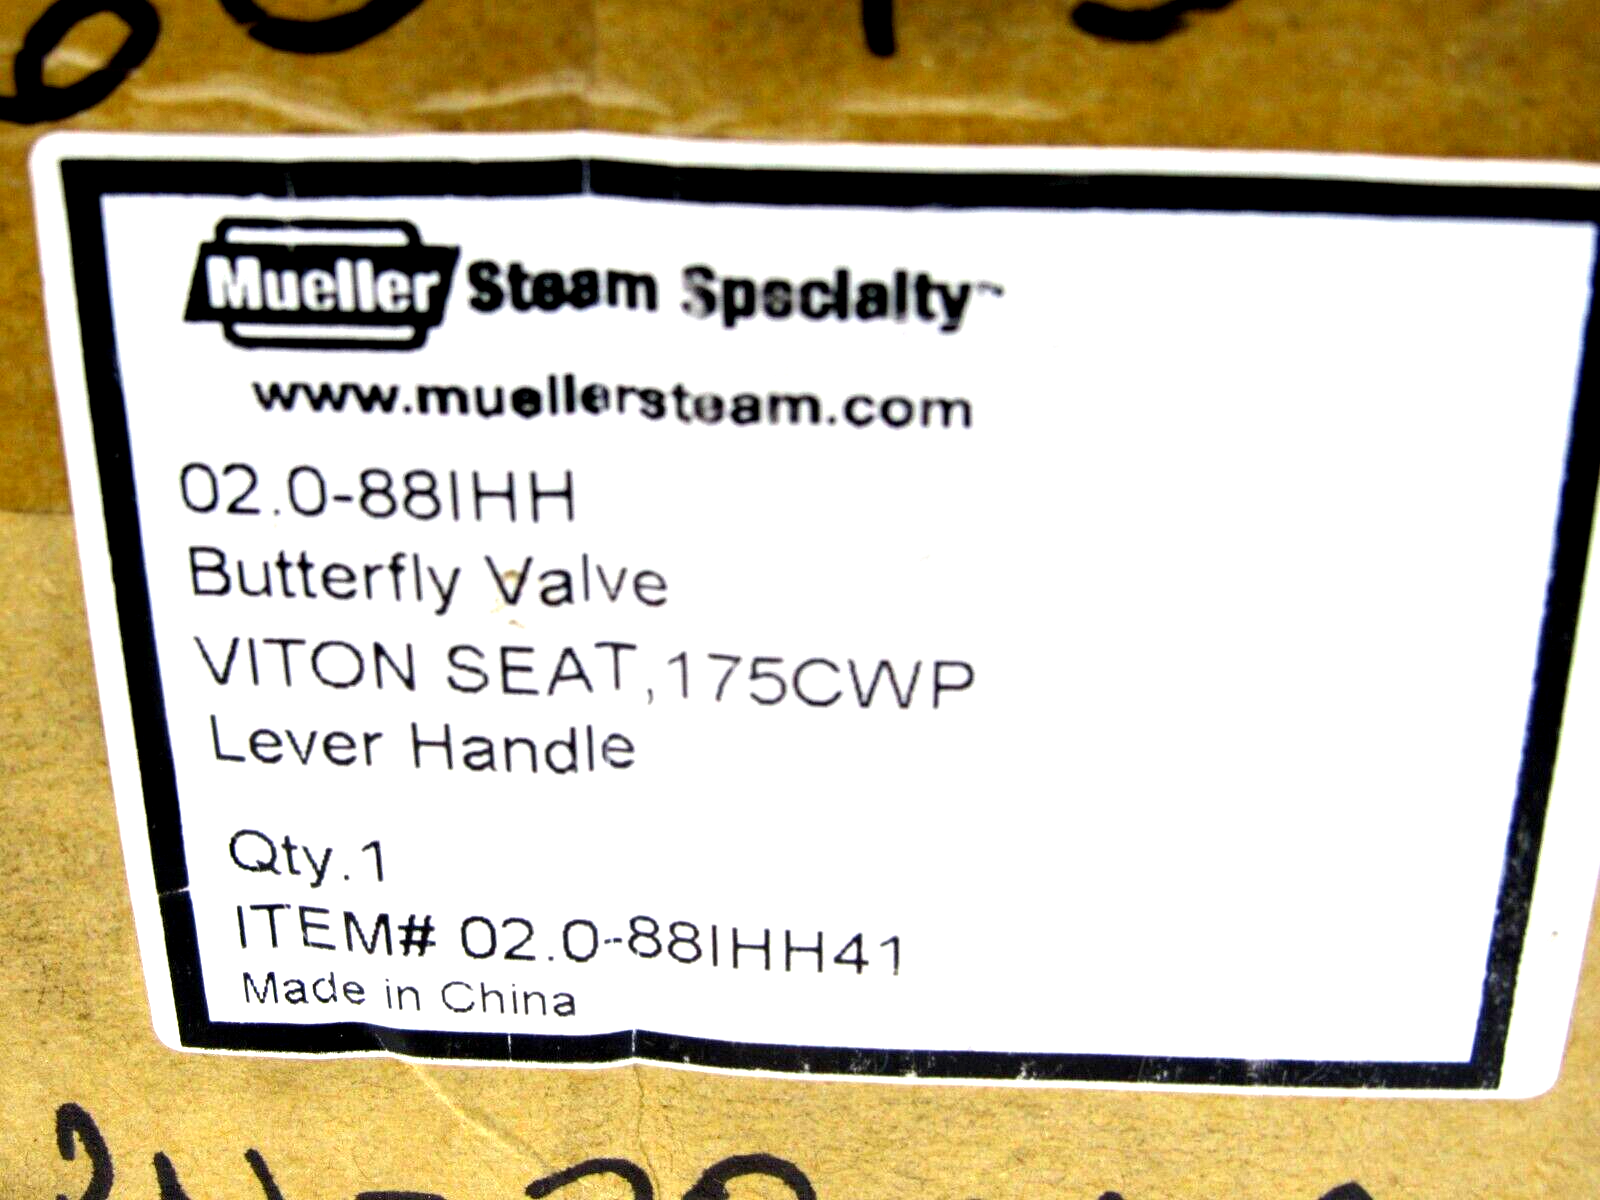 Mueller Steam Specialty™
www.muellersteam.com
02.0-88IHH
Butterfly Valve
VITON SEAT,175CWP
Lever Handle
Qty.1
ITEM# 02.0-88IHH41
Made in China